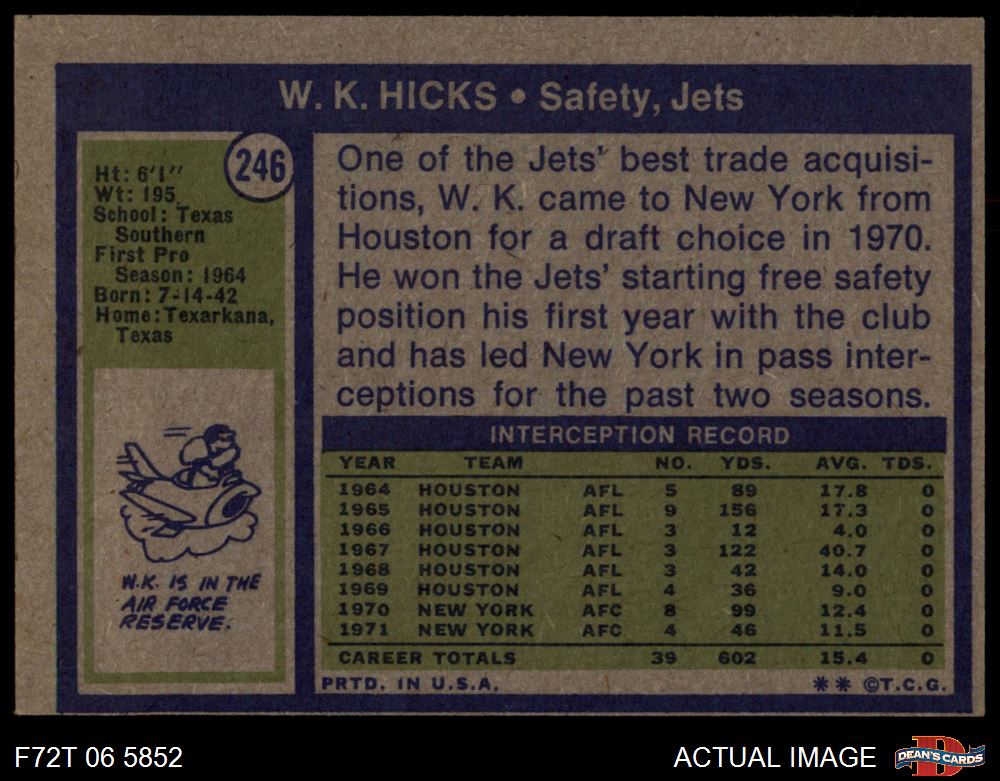 W. K. HICKS • Safety, Jets
246
Ht: 6'1''
Wt: 195
School: Texas
Southern
First Pro
Season: 1964
Born: 7-14-42
Home: Texarkana,
Texas
W.K. IS IN THE
AIR FORCE
RESERVE.
One of the Jets' best trade acquisi-
tions, W. K. came to New York from
Houston for a draft choice in 1970.
He won the Jets' starting free safety
position his first year with the club
and has led New York in pass inter-
ceptions for the past two seasons.
INTERCEPTION RECORD
YEAR TEAM NO. YDS. AVG. TDS.
1964 HOUSTON AFL 5 89 17.8 0
1965 HOUSTON AFL 9 156 17.3 0
1966 HOUSTON AFL 3 12 4.0 0
1967 HOUSTON AFL 3 122 40.7 0
1968 HOUSTON AFL 3 42 14.0 0
1969 HOUSTON AFL 4 36 9.0 0
1970 NEW YORK AFC 8 99 12.4 0
1971 NEW YORK AFC 4 46 11.5 0
CAREER TOTALS 39 602 15.4 0
PRTD. IN U.S.A. ** ©T.C.G.
F72T 06 5852 ACTUAL IMAGE D DEAN'S CARDS